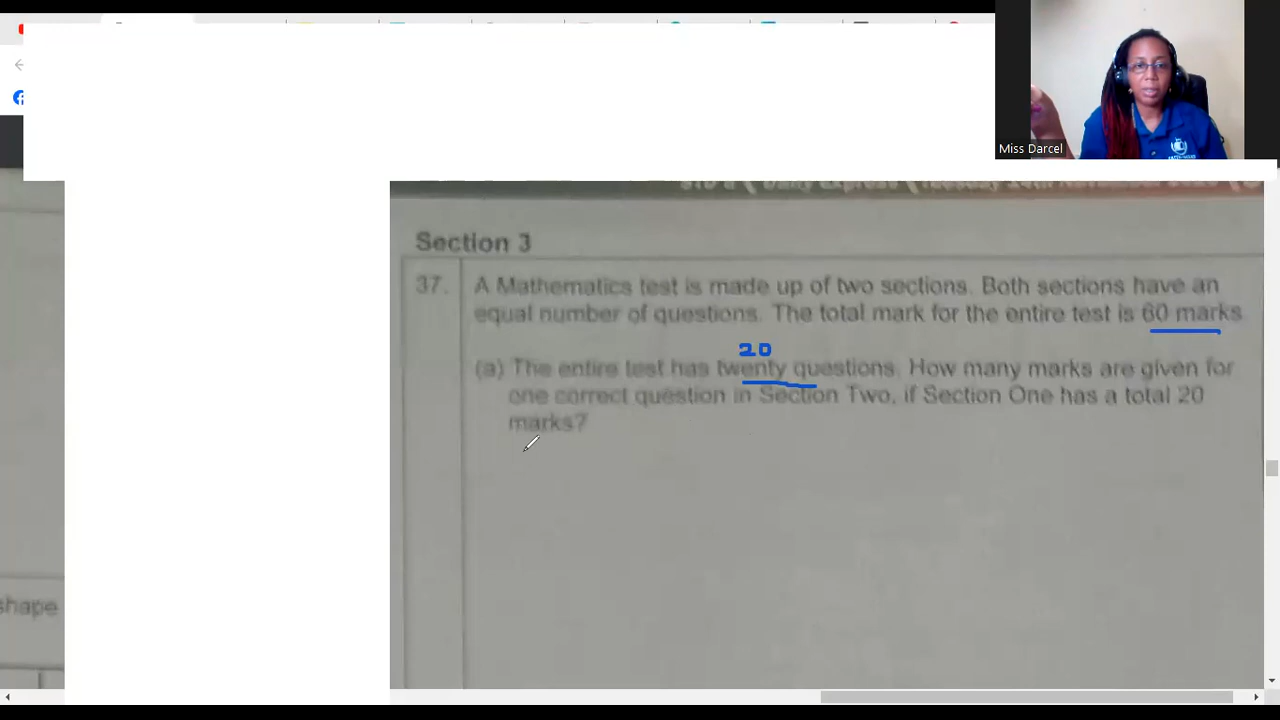 Miss Darcel
Section 3
37. A Mathematics test is made up of two sections. Both sections have an
equal number of questions. The total mark for the entire test is 60 marks
20
(a) The entire test has twenty questions. How many marks are given for
one correct question in Section Two, if Section One has a total 20
marks?
shape